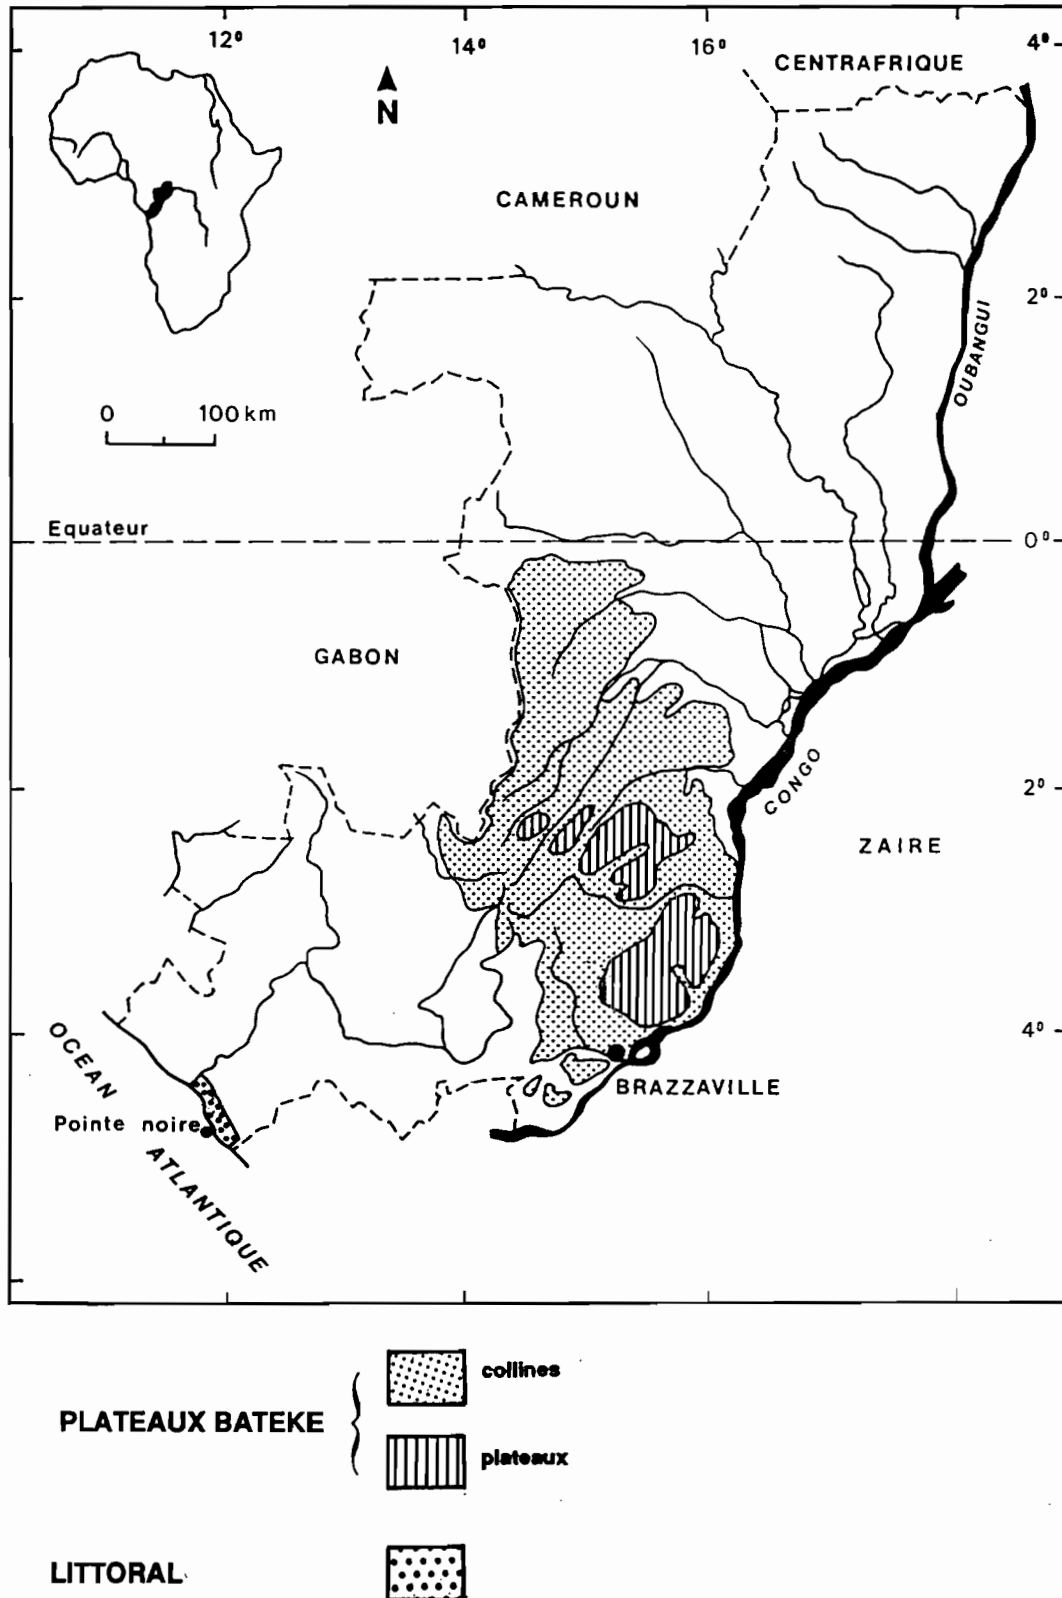 12° 14° 16° 4°
CENTRAFRIQUE
N
CAMEROUN
2°
OUBANGUI
0 100 km
Equateur
0°
GABON
CONGO
2°
ZAIRE
4°
OCEAN ATLANTIQUE
BRAZZAVILLE
Pointe noire
collines
PLATEAUX BATEKE
plateaux
LITTORAL